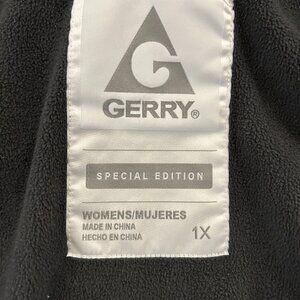 G
GERRY®
SPECIAL EDITION
WOMENS/MUJERES
MADE IN CHINA
HECHO EN CHINA 1X